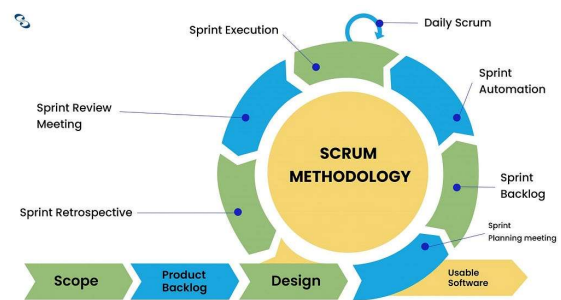 Daily Scrum
Sprint Execution
Sprint
Automation
Sprint Review
Meeting
SCRUM
METHODOLOGY
Sprint
Backlog
Sprint Retrospective
Sprint
Planning meeting
Scope
Product
Backlog
Design
Usable
Software